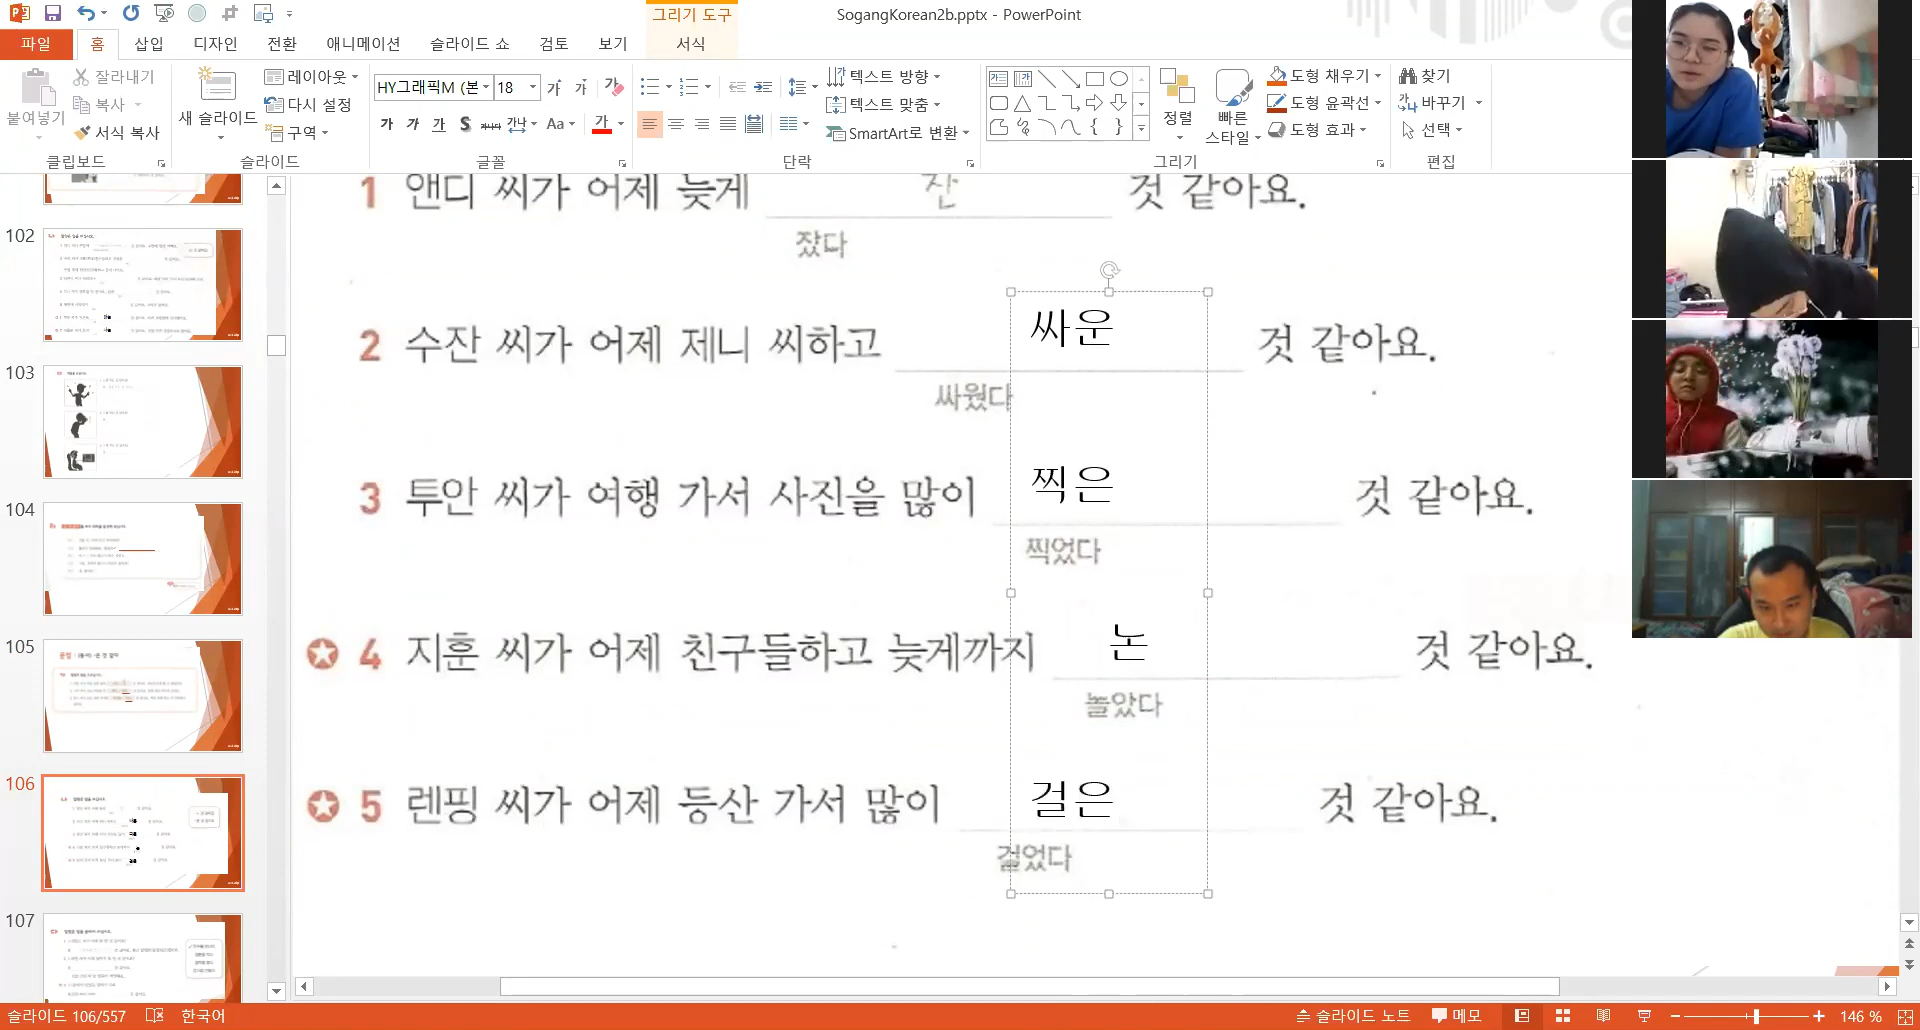 그리기 도구
SogangKorean2b.pptx - PowerPoint
파일 홈 삽입 디자인 전환 애니메이션 슬라이드 쇼 검토 보기 서식
붙여넣기 잘라내기 복사 서식 복사 클립보드
새 슬라이드 레이아웃 다시 설정 구역 슬라이드
HY그래픽M (본 18
가 가 가 S 가나다 Aa 가
글꼴
텍스트 방향
텍스트 맞춤
SmartArt로 변환
단락
정렬 빠른 스타일 도형 채우기 도형 윤곽선 도형 효과 그리기
찾기 바꾸기 선택 편집
1 앤디 씨가 어제 늦게 잔 것 같아요.
잤다
2 수잔 씨가 어제 제니 씨하고 싸운 것 같아요.
싸웠다
3 투안 씨가 여행 가서 사진을 많이 찍은 것 같아요.
찍었다
4 지훈 씨가 어제 친구들하고 늦게까지 논 것 같아요.
놀았다
5 렌핑 씨가 어제 등산 가서 많이 걸은 것 같아요.
걸었다
102
103
104
105
106
107
슬라이드 106/557 한국어 슬라이드 노트 메모 146 %